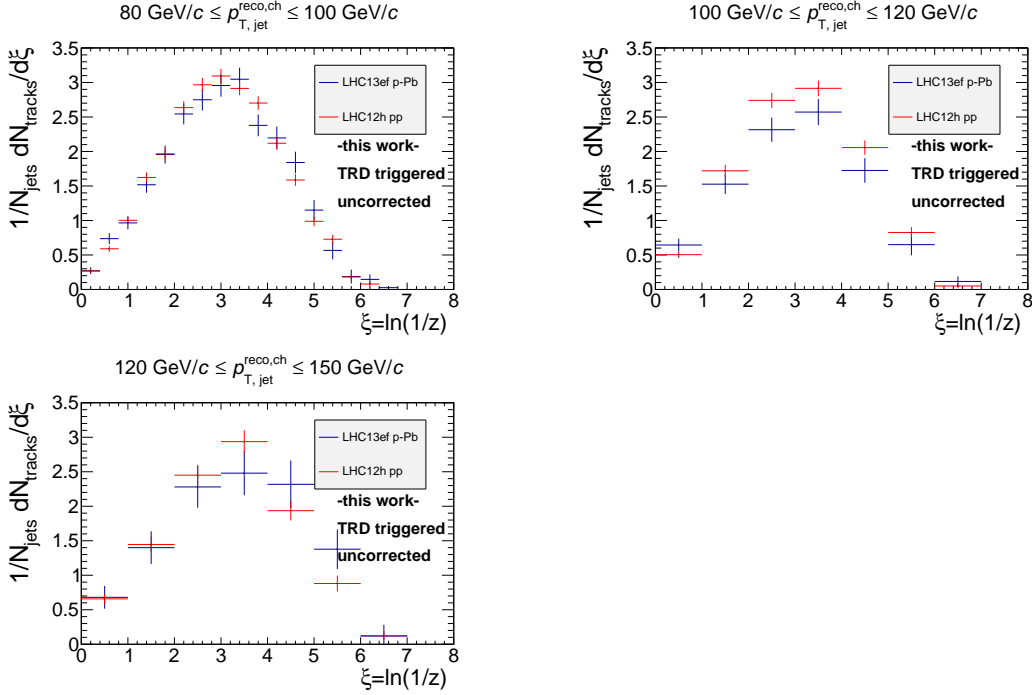 80 GeV/c ≤ p_{T, jet}^{reco,ch} ≤ 100 GeV/c
1/N_{jets} dN_{tracks}/dξ
3.5
3
2.5
2
1.5
1
0.5
0
LHC13ef p-Pb
LHC12h pp
-this work-
TRD triggered
uncorrected
0 1 2 3 4 5 6 7 8
ξ=ln(1/z)
100 GeV/c ≤ p_{T, jet}^{reco,ch} ≤ 120 GeV/c
1/N_{jets} dN_{tracks}/dξ
3.5
3
2.5
2
1.5
1
0.5
0
LHC13ef p-Pb
LHC12h pp
-this work-
TRD triggered
uncorrected
0 1 2 3 4 5 6 7 8
ξ=ln(1/z)
120 GeV/c ≤ p_{T, jet}^{reco,ch} ≤ 150 GeV/c
1/N_{jets} dN_{tracks}/dξ
3.5
3
2.5
2
1.5
1
0.5
0
LHC13ef p-Pb
LHC12h pp
-this work-
TRD triggered
uncorrected
0 1 2 3 4 5 6 7 8
ξ=ln(1/z)